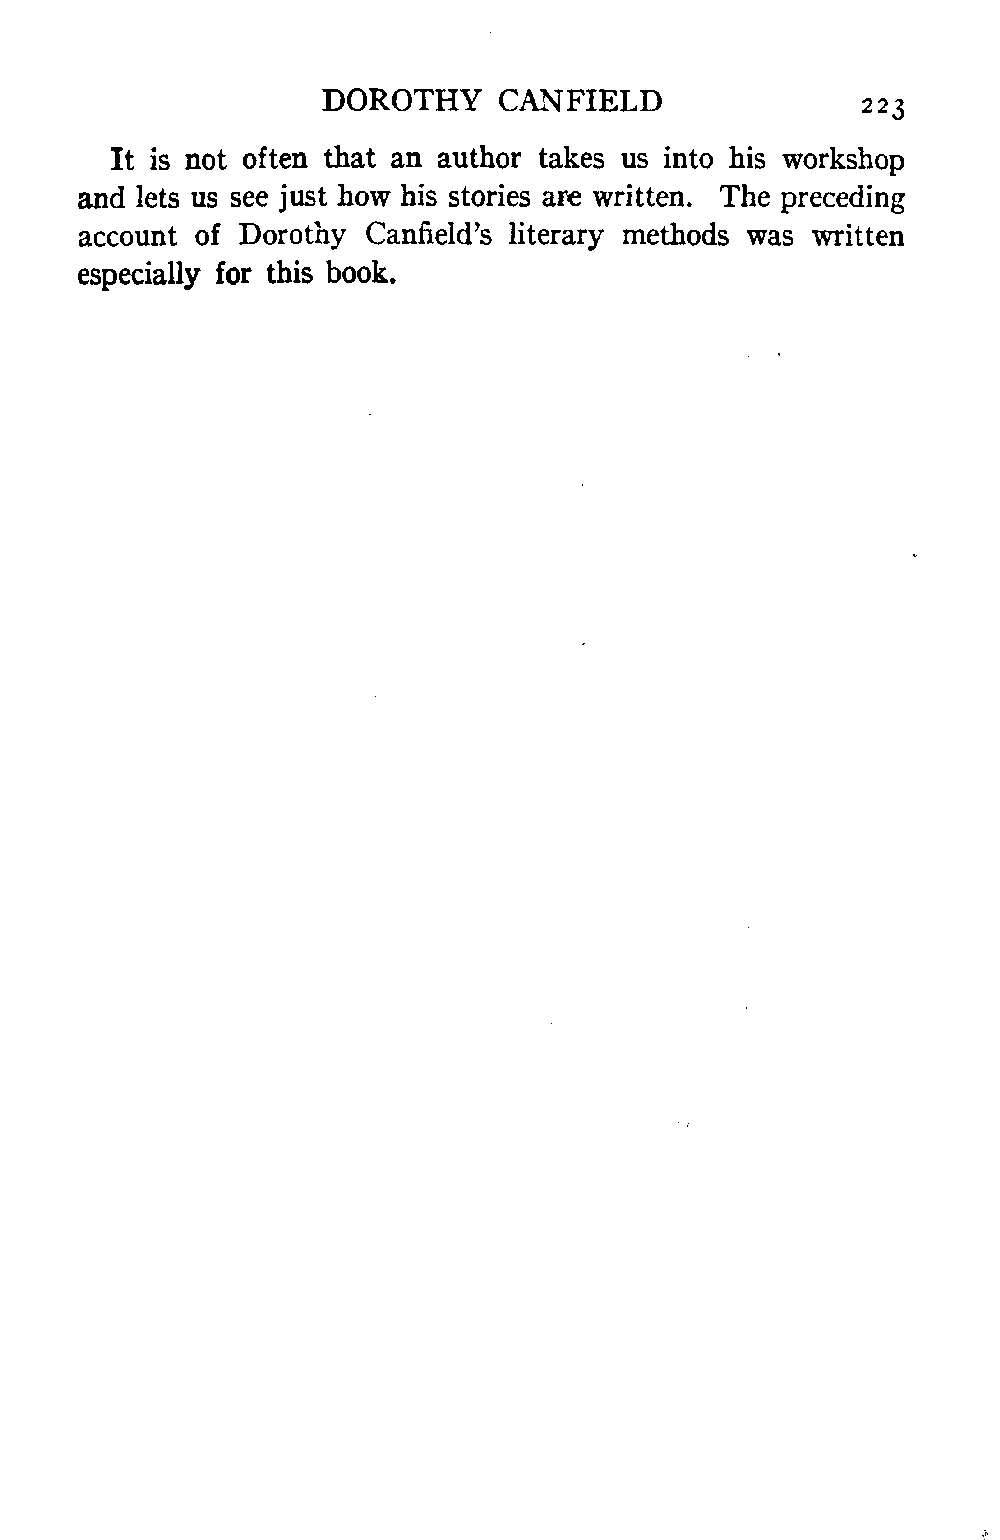 DOROTHY CANFIELD 223
It is not often that an author takes us into his workshop
and lets us see just how his stories are written. The preceding
account of Dorothy Canfield's literary methods was written
especially for this book.